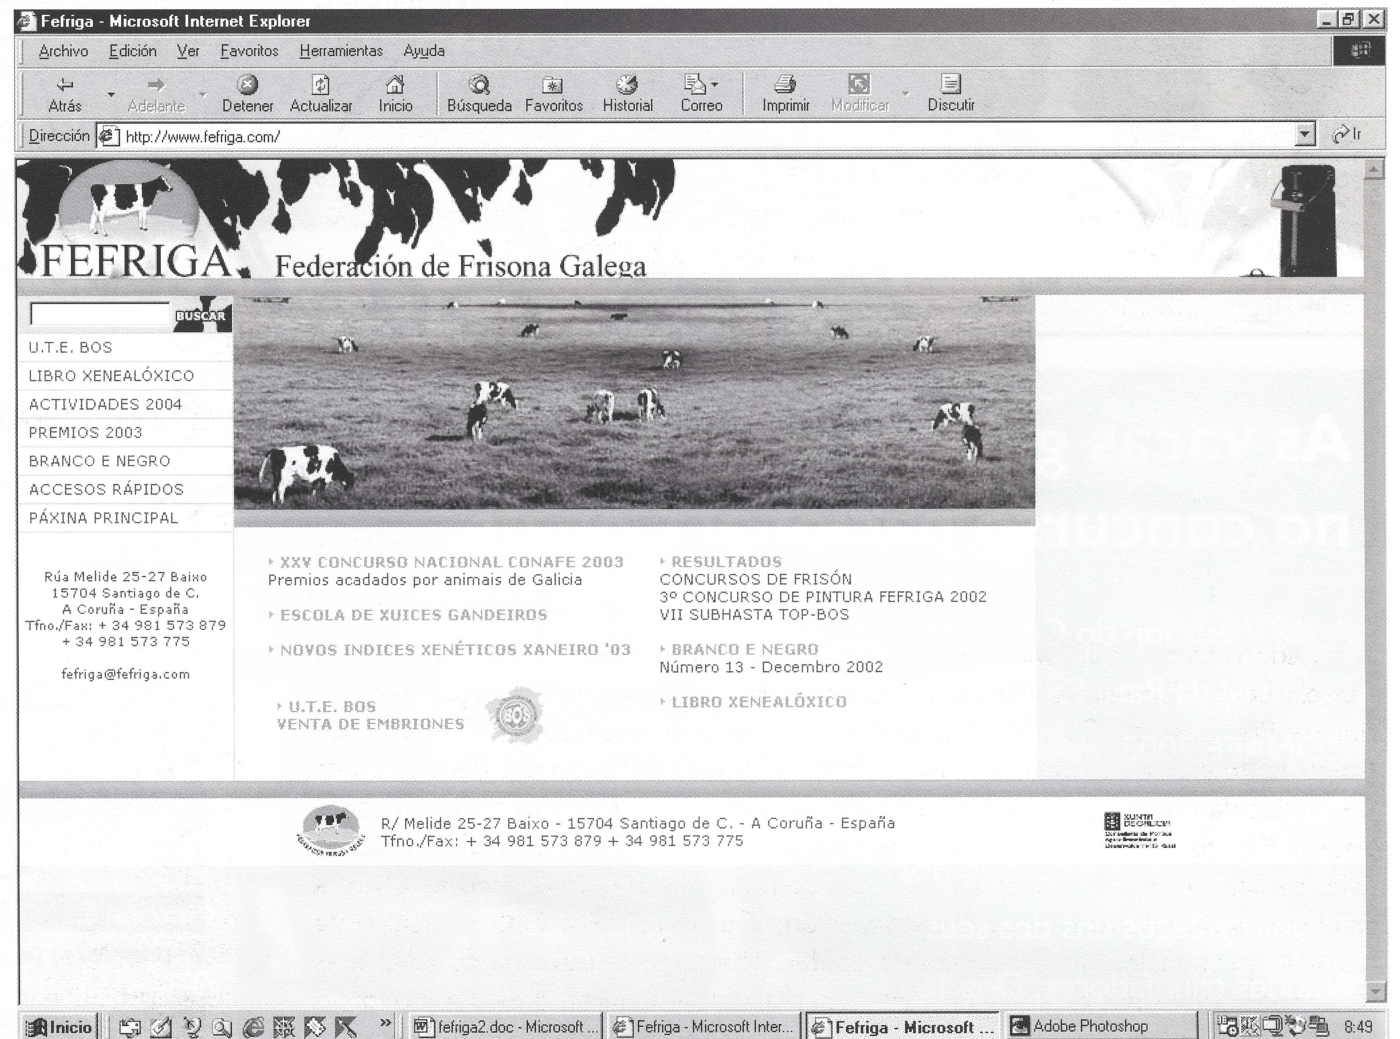 Fefriga - Microsoft Internet Explorer
Archivo Edición Ver Favoritos Herramientas Ayuda
Atrás Adelante Detener Actualizar Inicio Búsqueda Favoritos Historial Correo Imprimir Modificar Discutir
Dirección http://www.fefriga.com/ Ir
FEFRIGA Federación de Frisona Galega
BUSCAR
U.T.E. BOS
LIBRO XENEALÓXICO
ACTIVIDADES 2004
PREMIOS 2003
BRANCO E NEGRO
ACCESOS RÁPIDOS
PÁXINA PRINCIPAL
Rúa Melide 25-27 Baixo
15704 Santiago de C.
A Coruña - España
Tfno./Fax: + 34 981 573 879
+ 34 981 573 775
fefriga@fefriga.com
XXV CONCURSO NACIONAL CONAFE 2003
Premios acadados por animais de Galicia
ESCOLA DE XUICES GANDEIROS
NOVOS INDICES XENÉTICOS XANEIRO '03
U.T.E. BOS
VENTA DE EMBRIONES
BOS
RESULTADOS
CONCURSOS DE FRISÓN
3º CONCURSO DE PINTURA FEFRIGA 2002
VII SUBHASTA TOP-BOS
BRANCO E NEGRO
Número 13 - Decembro 2002
LIBRO XENEALÓXICO
R/ Melide 25-27 Baixo - 15704 Santiago de C. - A Coruña - España
Tfno./Fax: + 34 981 573 879 + 34 981 573 775
XUNTA
DE GALICIA
Inicio fefriga2.doc - Microsoft ... Fefriga - Microsoft Inter... Fefriga - Microsoft ... Adobe Photoshop 8:49